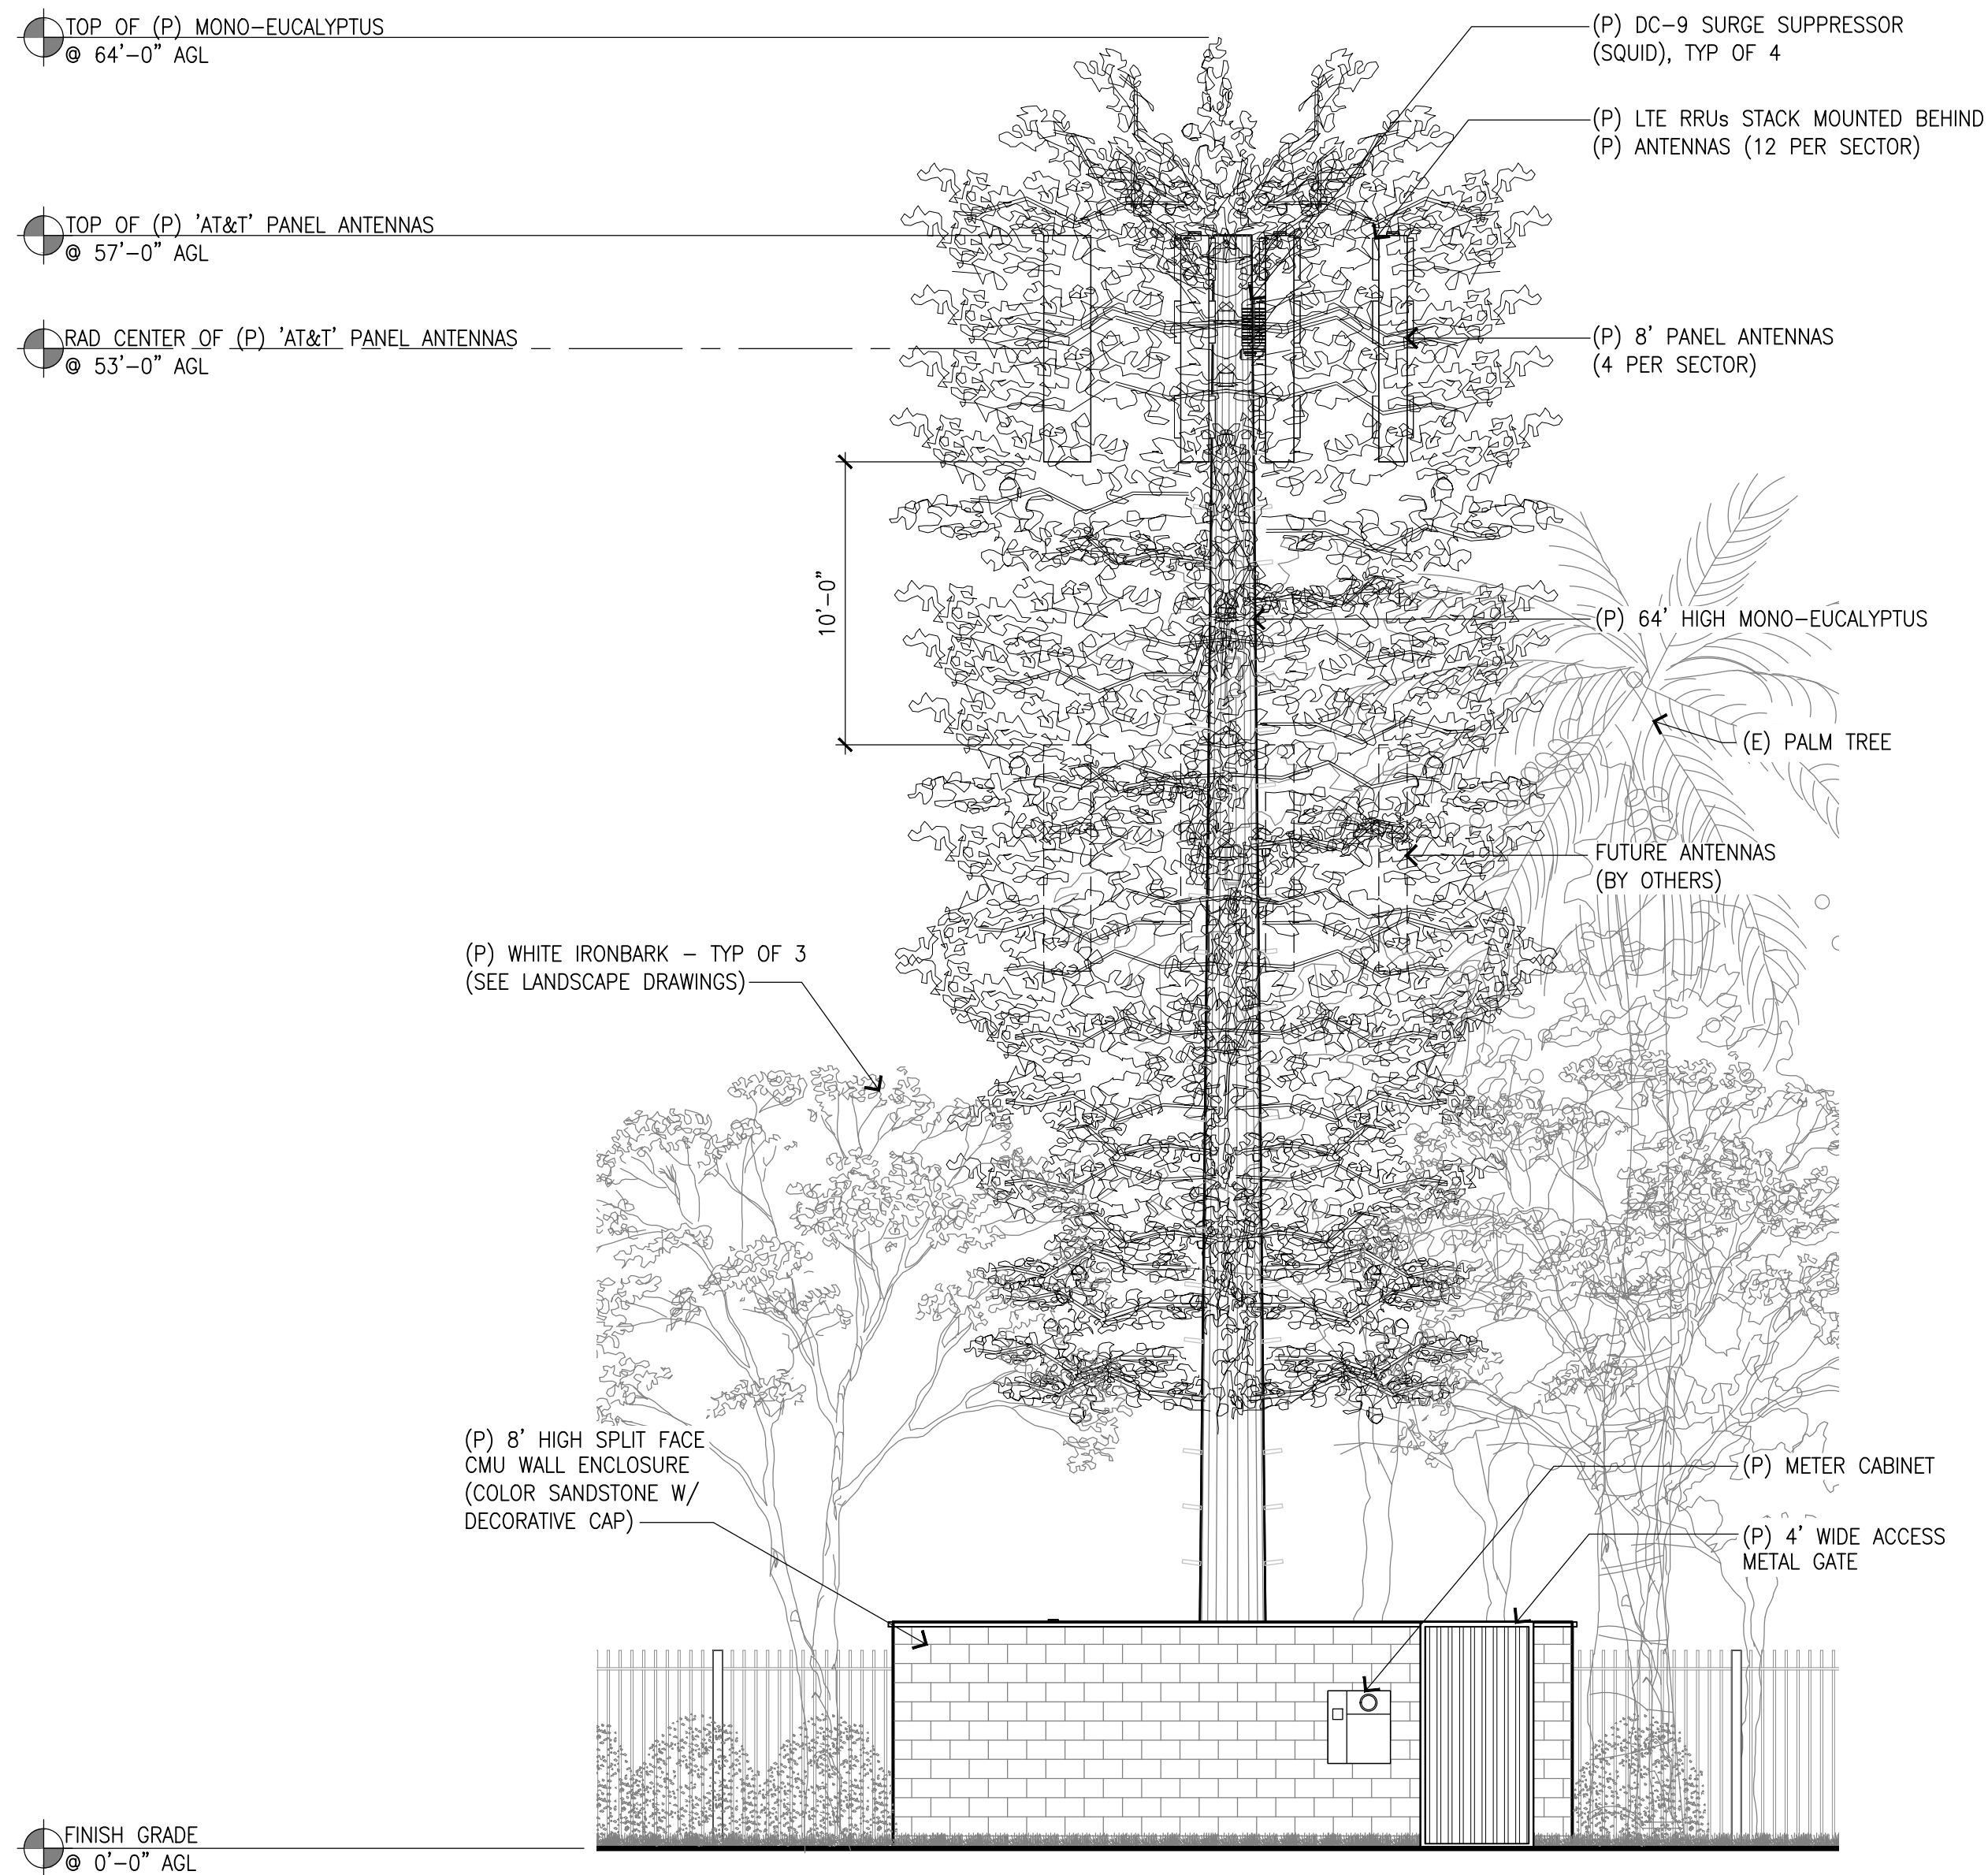 TOP OF (P) MONO-EUCALYPTUS
@ 64'-0" AGL
(P) DC-9 SURGE SUPPRESSOR
(SQUID), TYP OF 4
(P) LTE RRUs STACK MOUNTED BEHIND
(P) ANTENNAS (12 PER SECTOR)
TOP OF (P) 'AT&T' PANEL ANTENNAS
@ 57'-0" AGL
RAD CENTER OF (P) 'AT&T' PANEL ANTENNAS
@ 53'-0" AGL
(P) 8' PANEL ANTENNAS
(4 PER SECTOR)
10'-0"
(P) 64' HIGH MONO-EUCALYPTUS
(E) PALM TREE
FUTURE ANTENNAS
(BY OTHERS)
(P) WHITE IRONBARK - TYP OF 3
(SEE LANDSCAPE DRAWINGS)
(P) 8' HIGH SPLIT FACE
CMU WALL ENCLOSURE
(COLOR SANDSTONE W/
DECORATIVE CAP)
(P) METER CABINET
(P) 4' WIDE ACCESS
METAL GATE
FINISH GRADE
@ 0'-0" AGL